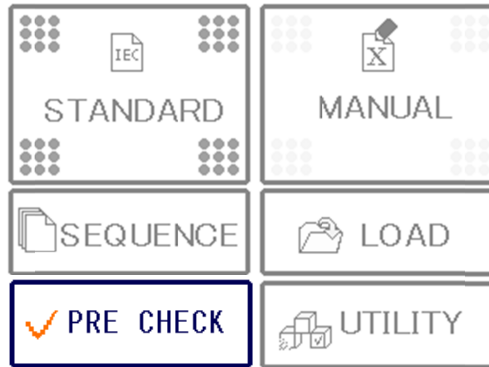 IEC
STANDARD
X
MANUAL
SEQUENCE
LOAD
PRE CHECK
UTILITY